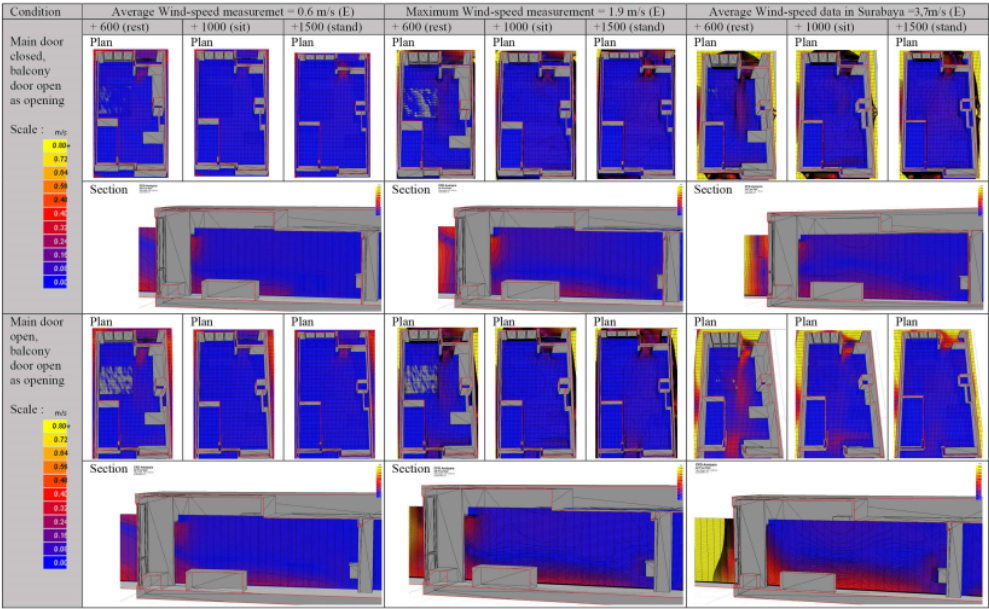 Condition
Average Wind-speed measuremet = 0.6 m/s (E)
Maximum Wind-speed measurement = 1.9 m/s (E)
Average Wind-speed data in Surabaya =3,7m/s (E)
+ 600 (rest)
+ 1000 (sit)
+1500 (stand)
+ 600 (rest)
+ 1000 (sit)
+1500 (stand)
+ 600 (rest)
+ 1000 (sit)
+1500 (stand)
Main door
closed,
balcony
door open
as opening
Scale :
m/s
0.80+
0.72
0.64
0.56
0.48
0.40
0.32
0.24
0.16
0.08
0.00
Plan
Plan
Plan
Plan
Plan
Plan
Plan
Plan
Plan
Section
Section
Section
Main door
open,
balcony
door open
as opening
Scale :
m/s
0.80+
0.72
0.64
0.56
0.48
0.40
0.32
0.24
0.16
0.08
0.00
Plan
Plan
Plan
Plan
Plan
Plan
Plan
Plan
Plan
Section
Section
Section